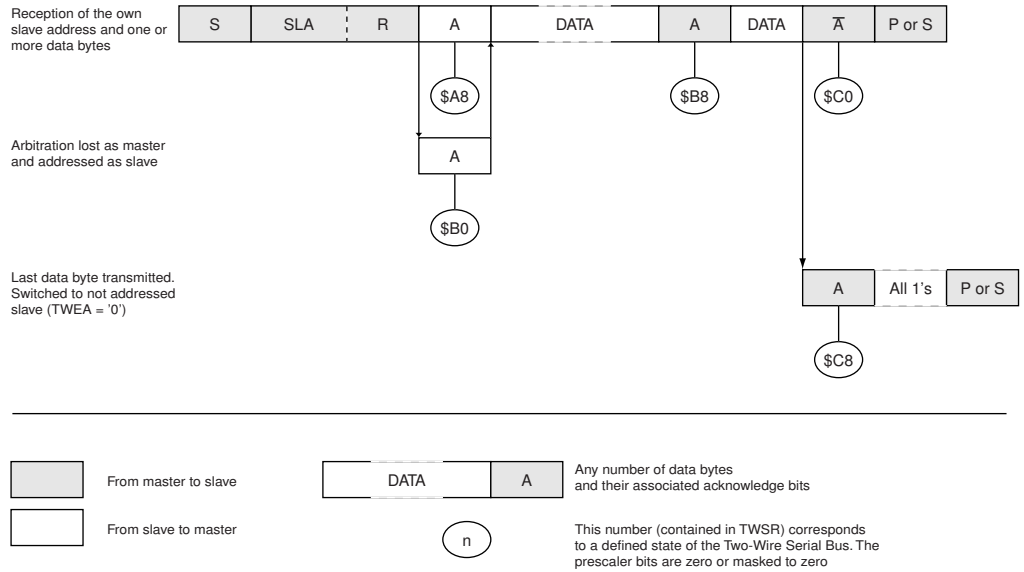 Reception of the own
slave address and one or
more data bytes
S SLA R A DATA A DATA A̅ P or S
$A8 $B8 $C0
Arbitration lost as master
and addressed as slave
A
$B0
Last data byte transmitted.
Switched to not addressed
slave (TWEA = '0')
A All 1's P or S
$C8
From master to slave
DATA A
Any number of data bytes
and their associated acknowledge bits
From slave to master
n
This number (contained in TWSR) corresponds
to a defined state of the Two-Wire Serial Bus. The
prescaler bits are zero or masked to zero